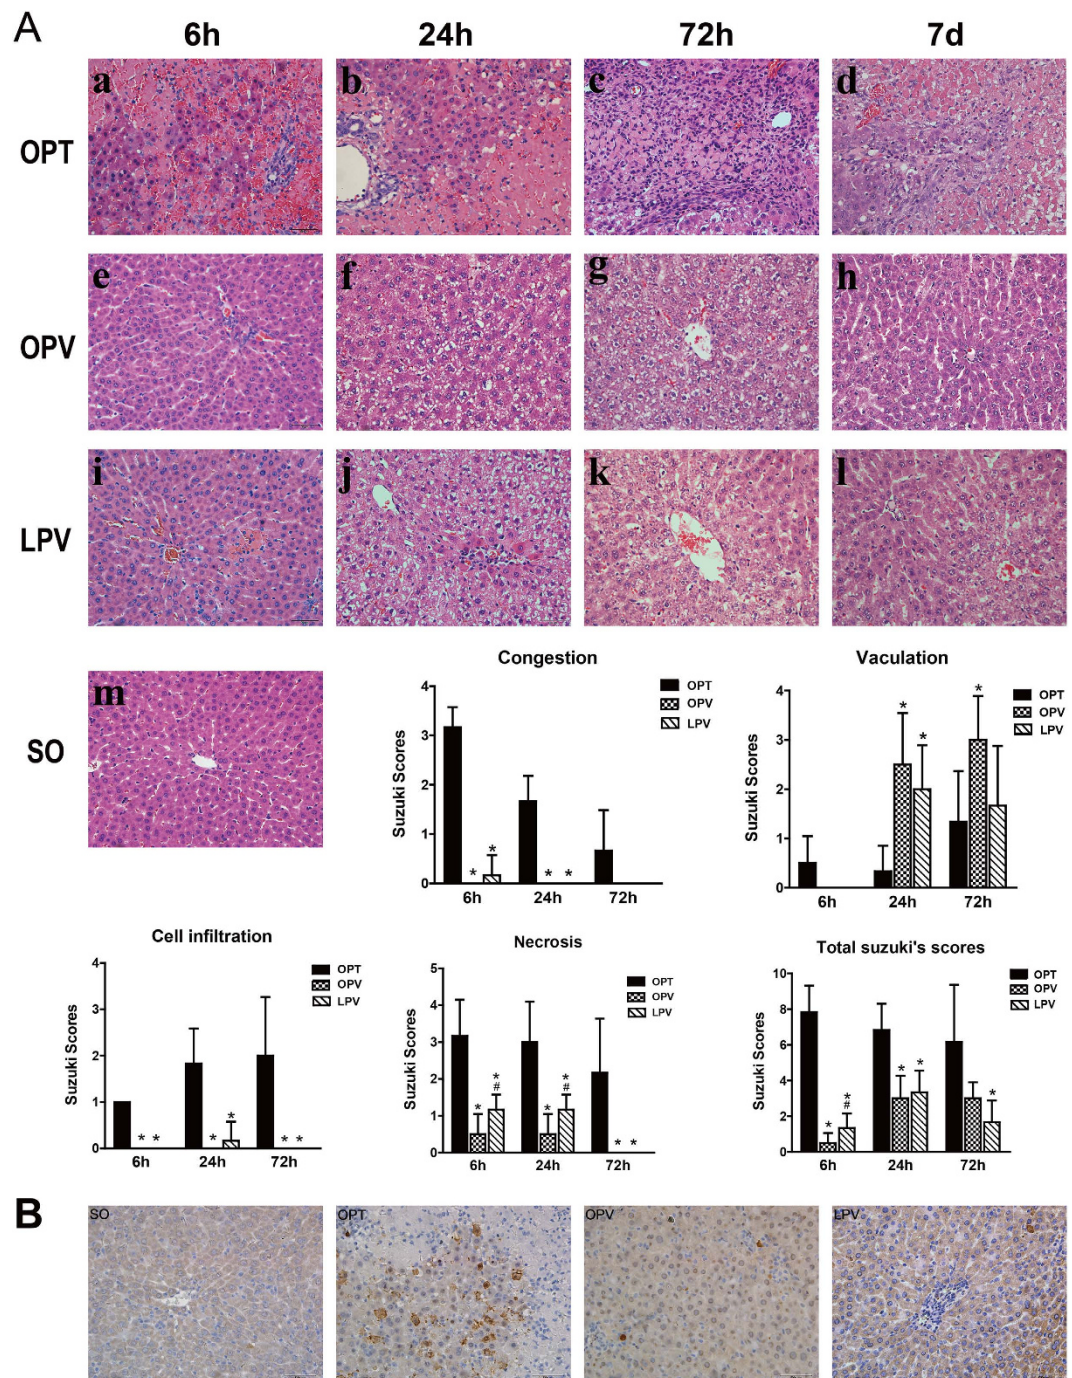 A
6h 24h 72h 7d
OPT
a b c d
OPV
e f g h
LPV
i j k l
SO
m
Congestion
Suzuki Scores
4
3
2
1
0
* * * *
6h 24h 72h
OPT
OPV
LPV
Vaculation
Suzuki Scores
4
3
2
1
0
* * *
6h 24h 72h
OPT
OPV
LPV
Cell infiltration
Suzuki Scores
4
3
2
1
0
* * * * * *
6h 24h 72h
OPT
OPV
LPV
Necrosis
Suzuki Scores
5
4
3
2
1
0
* * # * * # * *
6h 24h 72h
OPT
OPV
LPV
Total suzuki's scores
Suzuki Scores
10
8
6
4
2
0
* * # * * *
6h 24h 72h
OPT
OPV
LPV
B
SO OPT OPV LPV